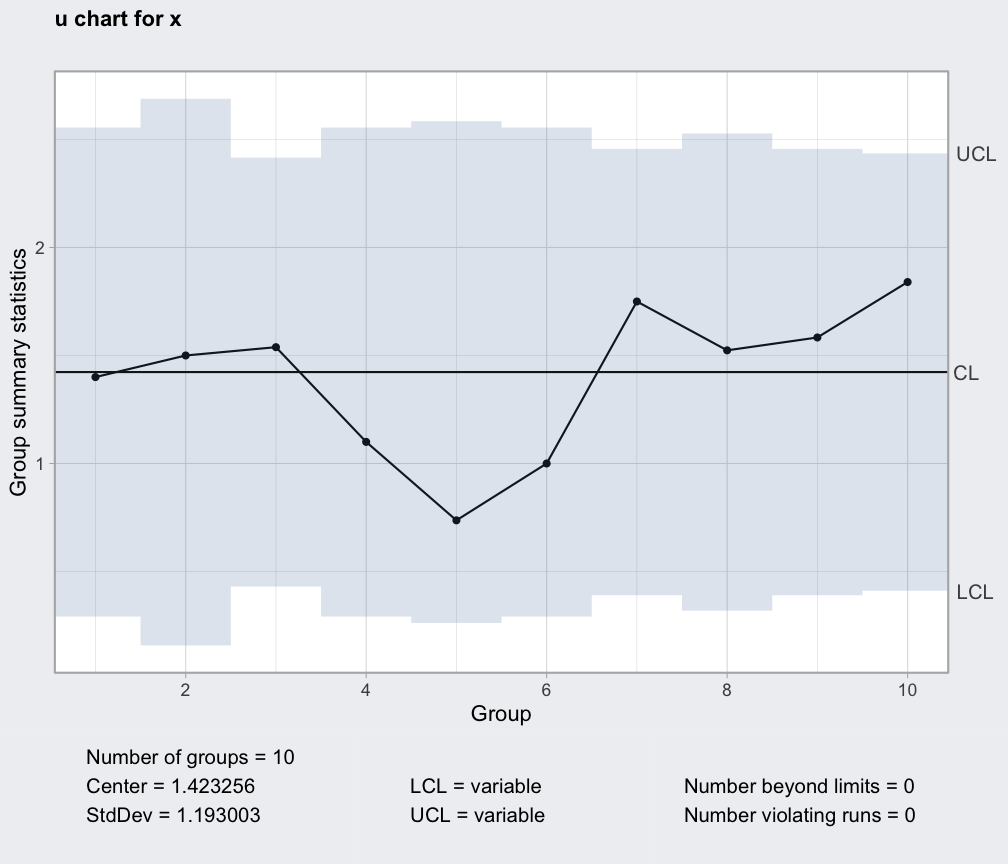 u chart for x
UCL
2
Group summary statistics
CL
1
LCL
2 4 6 8 10
Group
Number of groups = 10
Center = 1.423256 LCL = variable Number beyond limits = 0
StdDev = 1.193003 UCL = variable Number violating runs = 0